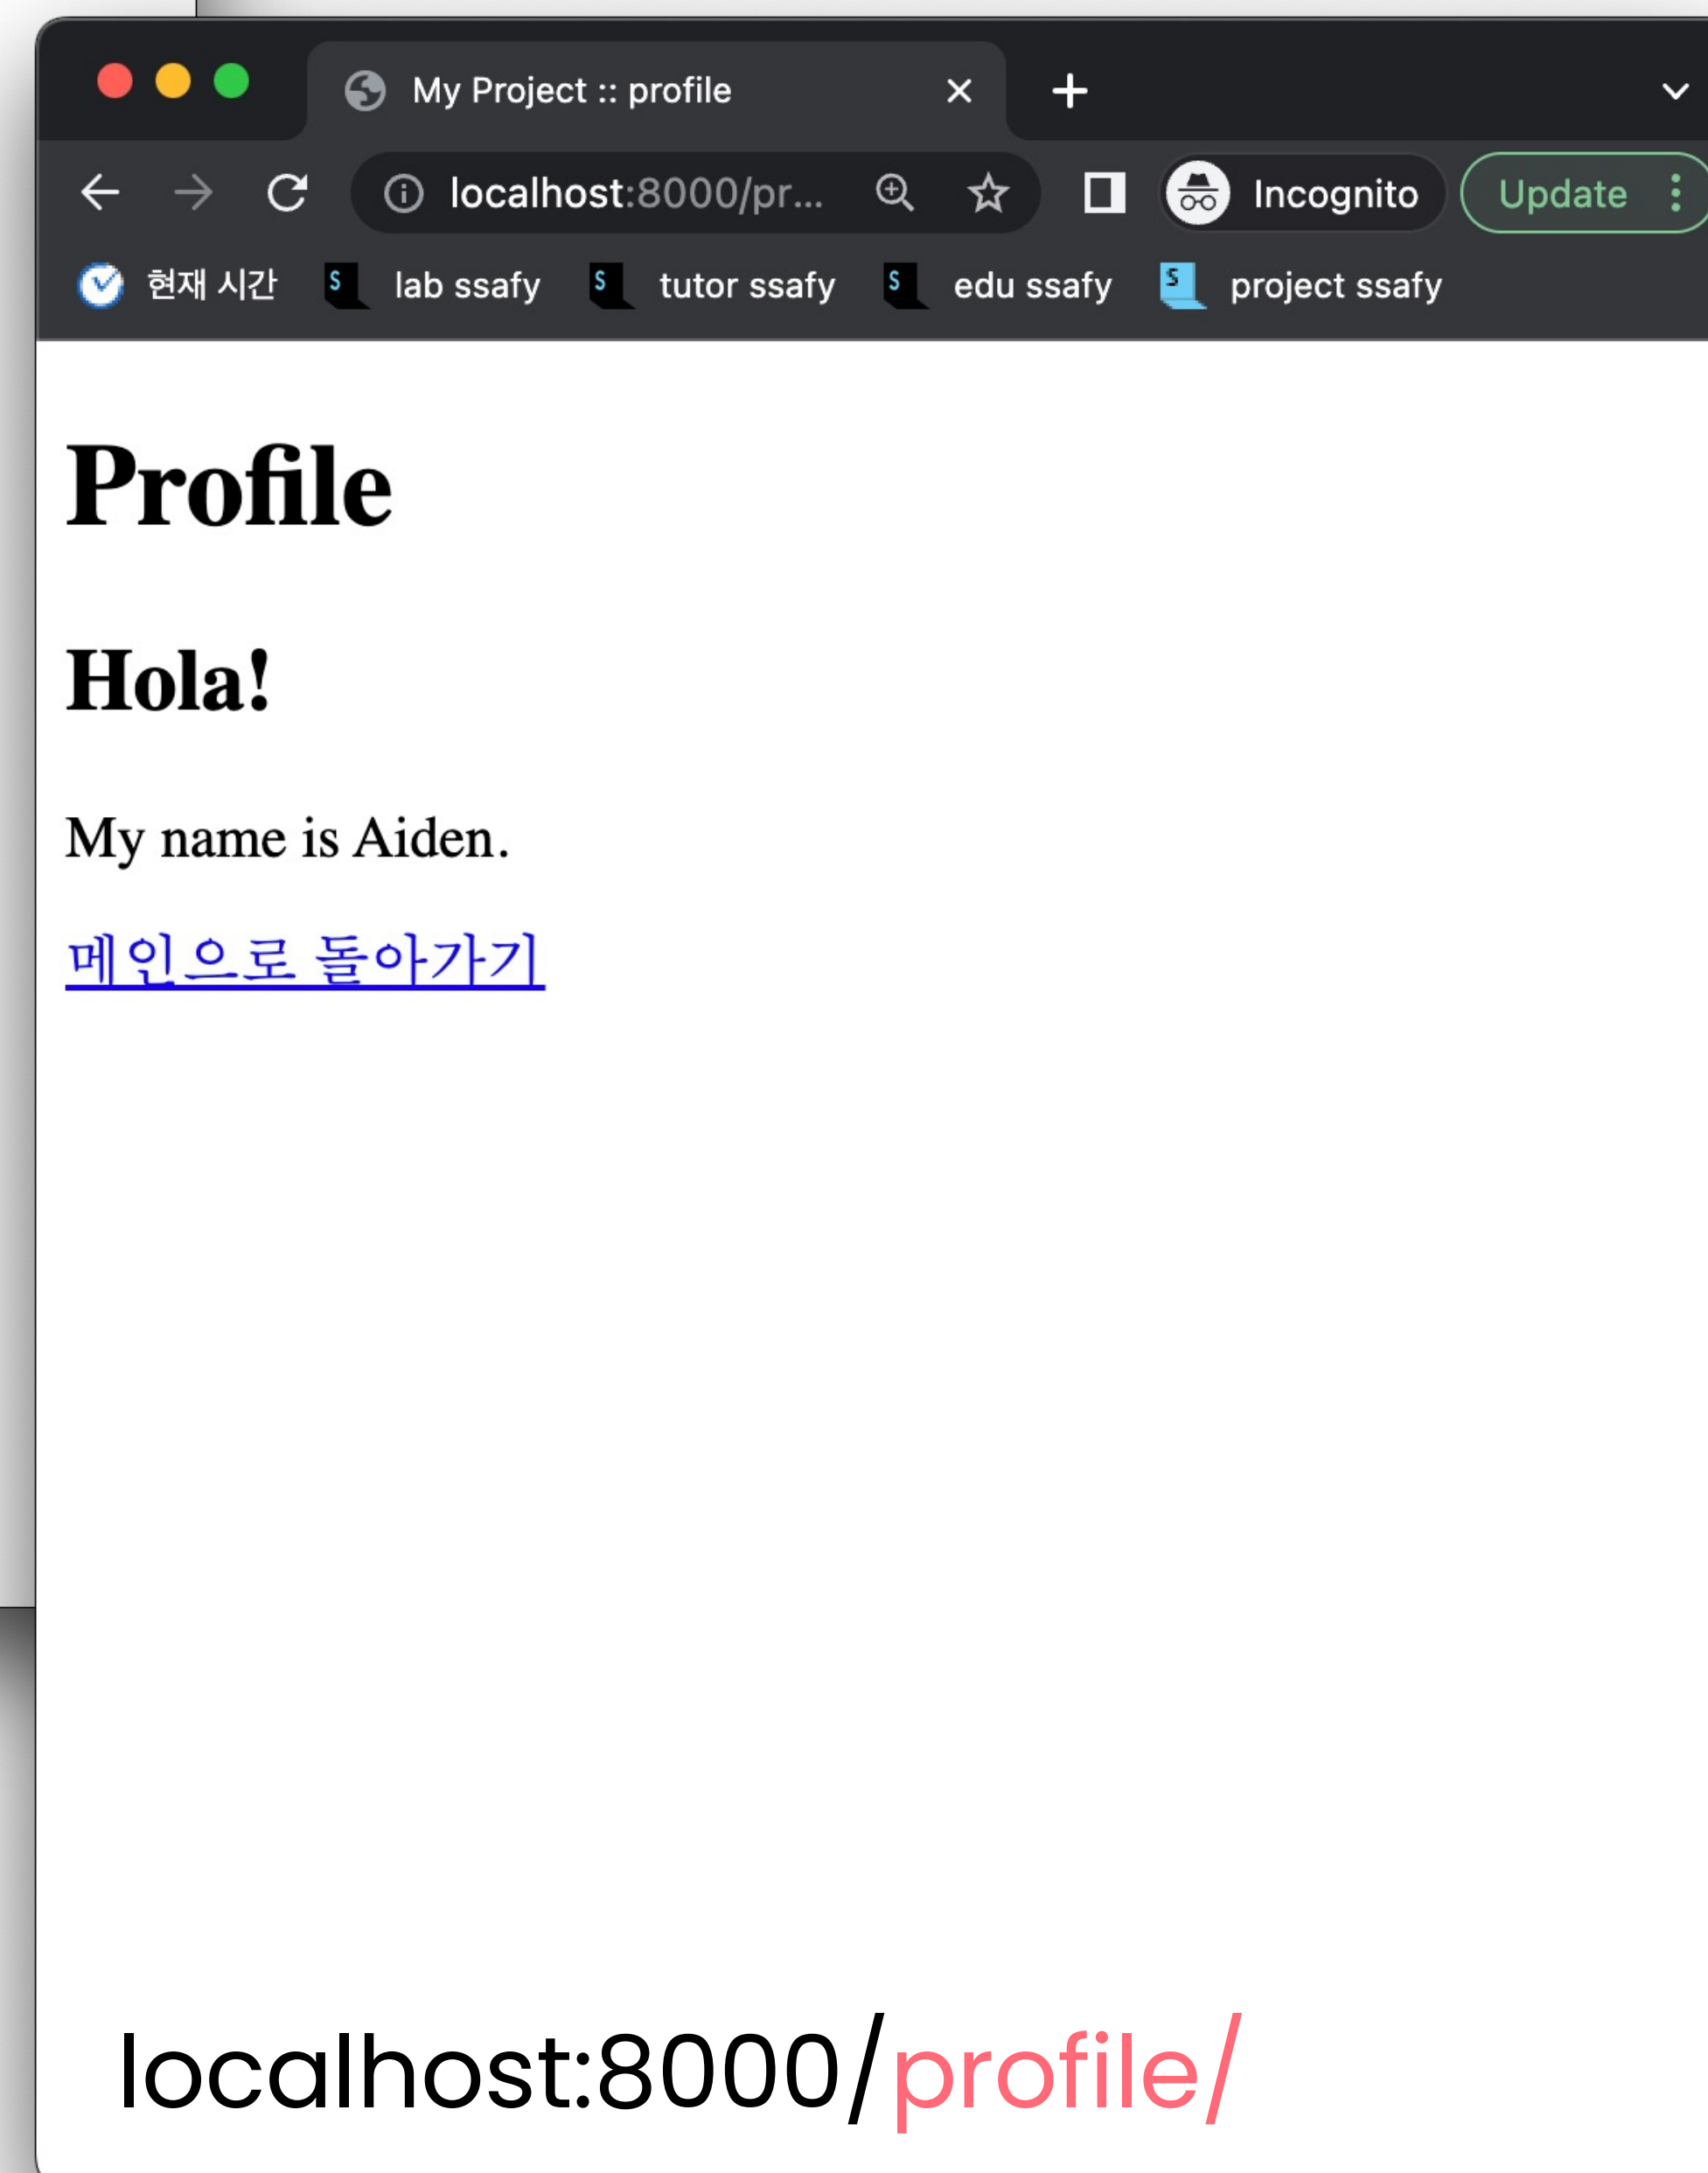 My Project :: profile
localhost:8000/pr...
Incognito
Update
현재 시간
lab ssafy
tutor ssafy
edu ssafy
project ssafy
Profile
Hola!
My name is Aiden.
메인으로 돌아가기
localhost:8000/profile/